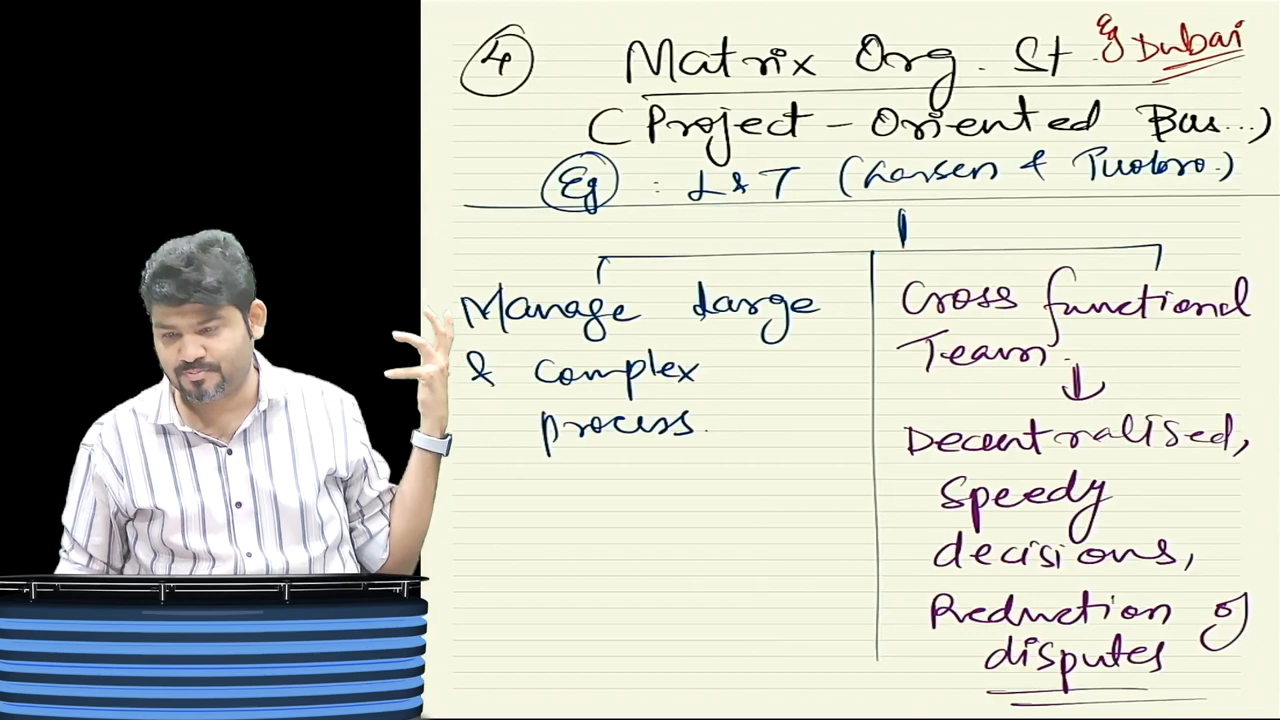 4 Matrix Org. St. eg Dubai
(Project - Oriented Bus...)
Eg : L & T (Larsen & Tuobro.)
Manage Large
& complex
process.
Cross functional
Team.
Decentralised,
Speedy
decisions,
Reduction of
disputes